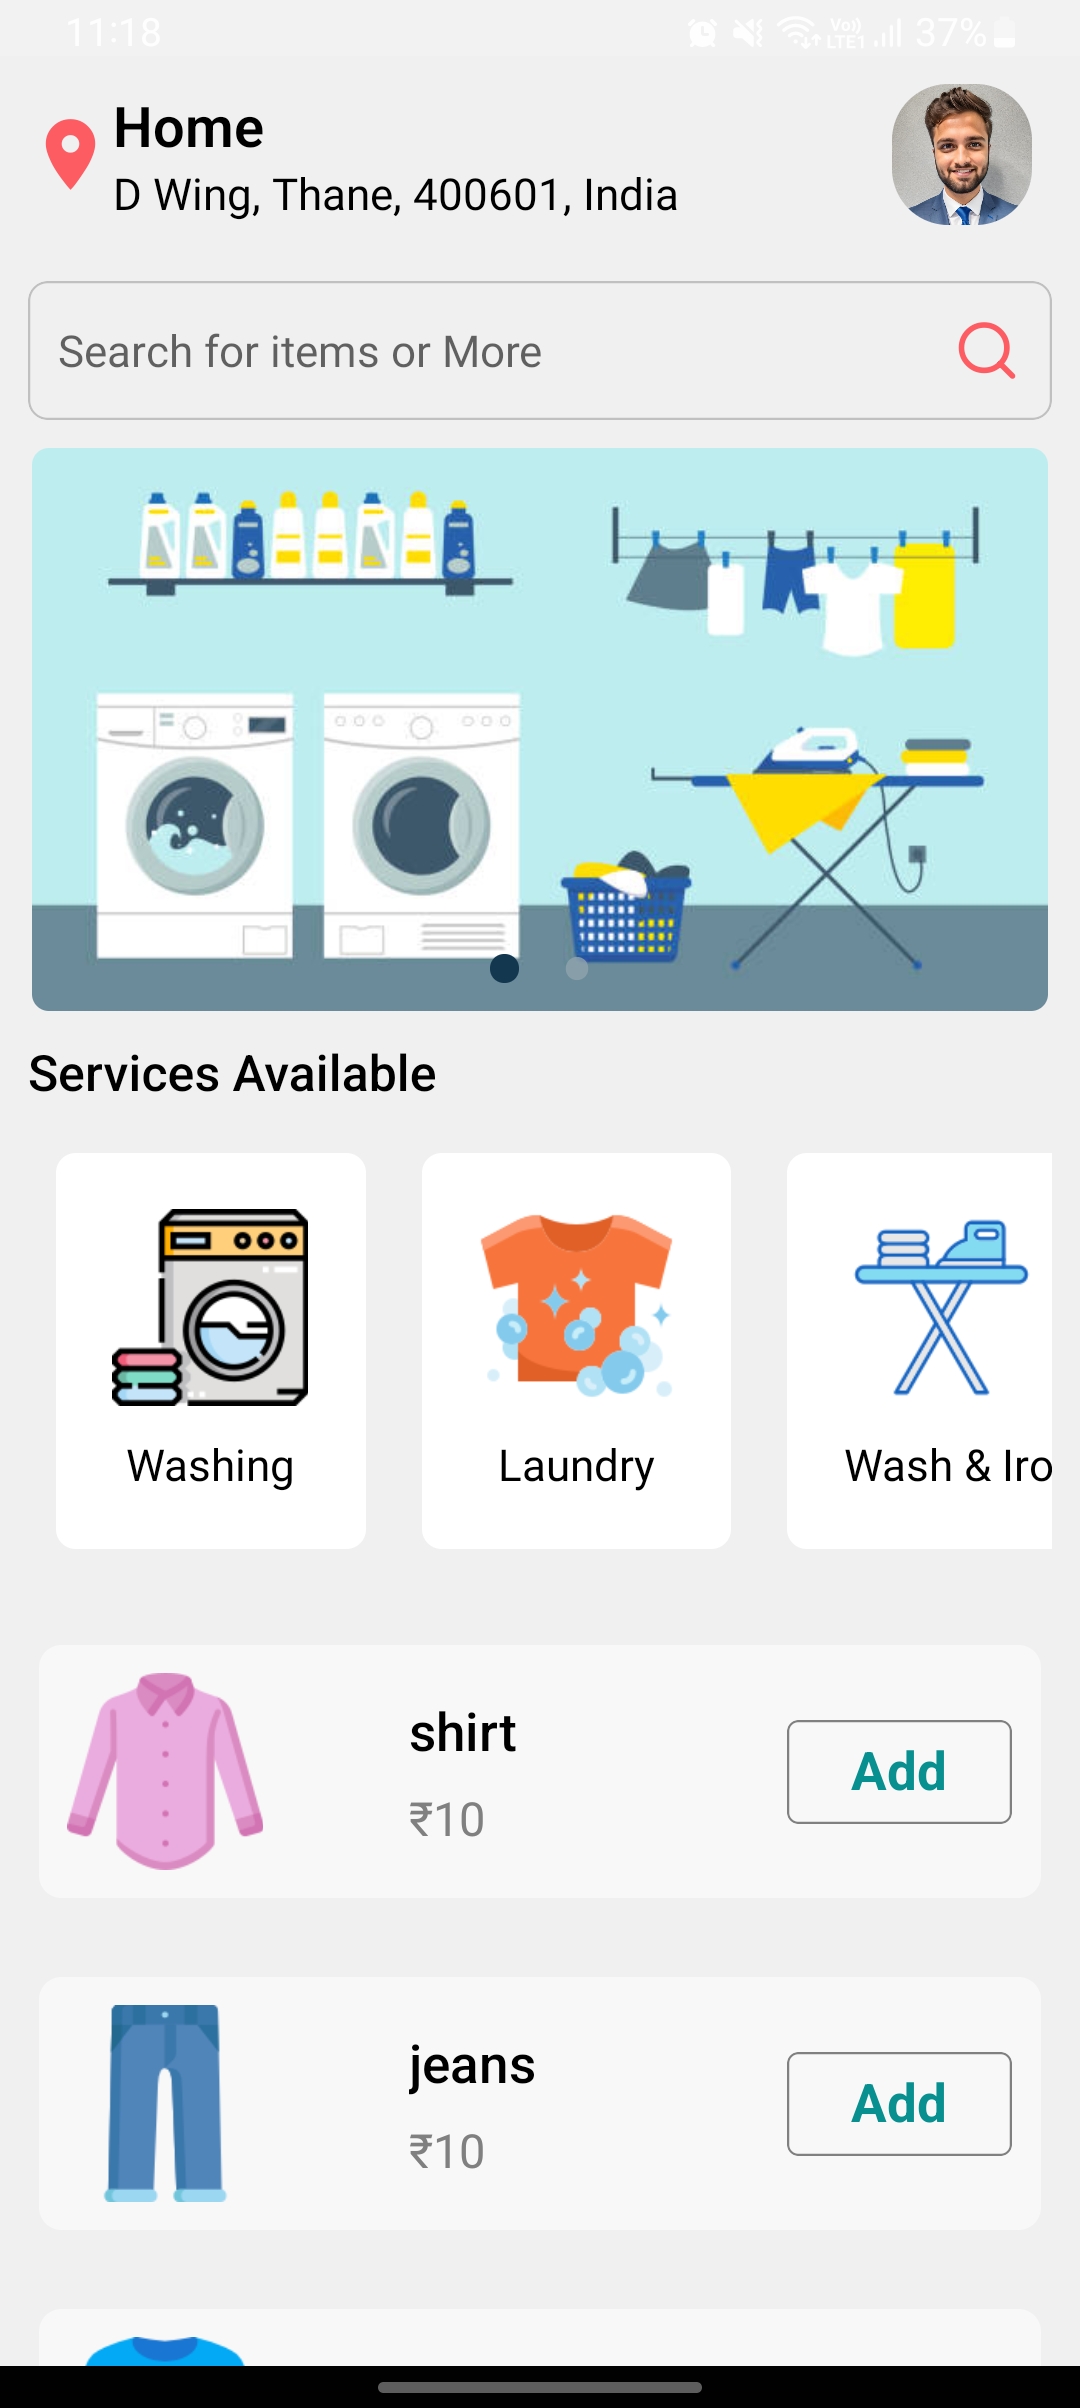 11:18 Vo)) LTE1 37%
Home
D Wing, Thane, 400601, India
Search for items or More
Services Available
Washing
Laundry
Wash & Iro
shirt
₹10
Add
jeans
₹10
Add